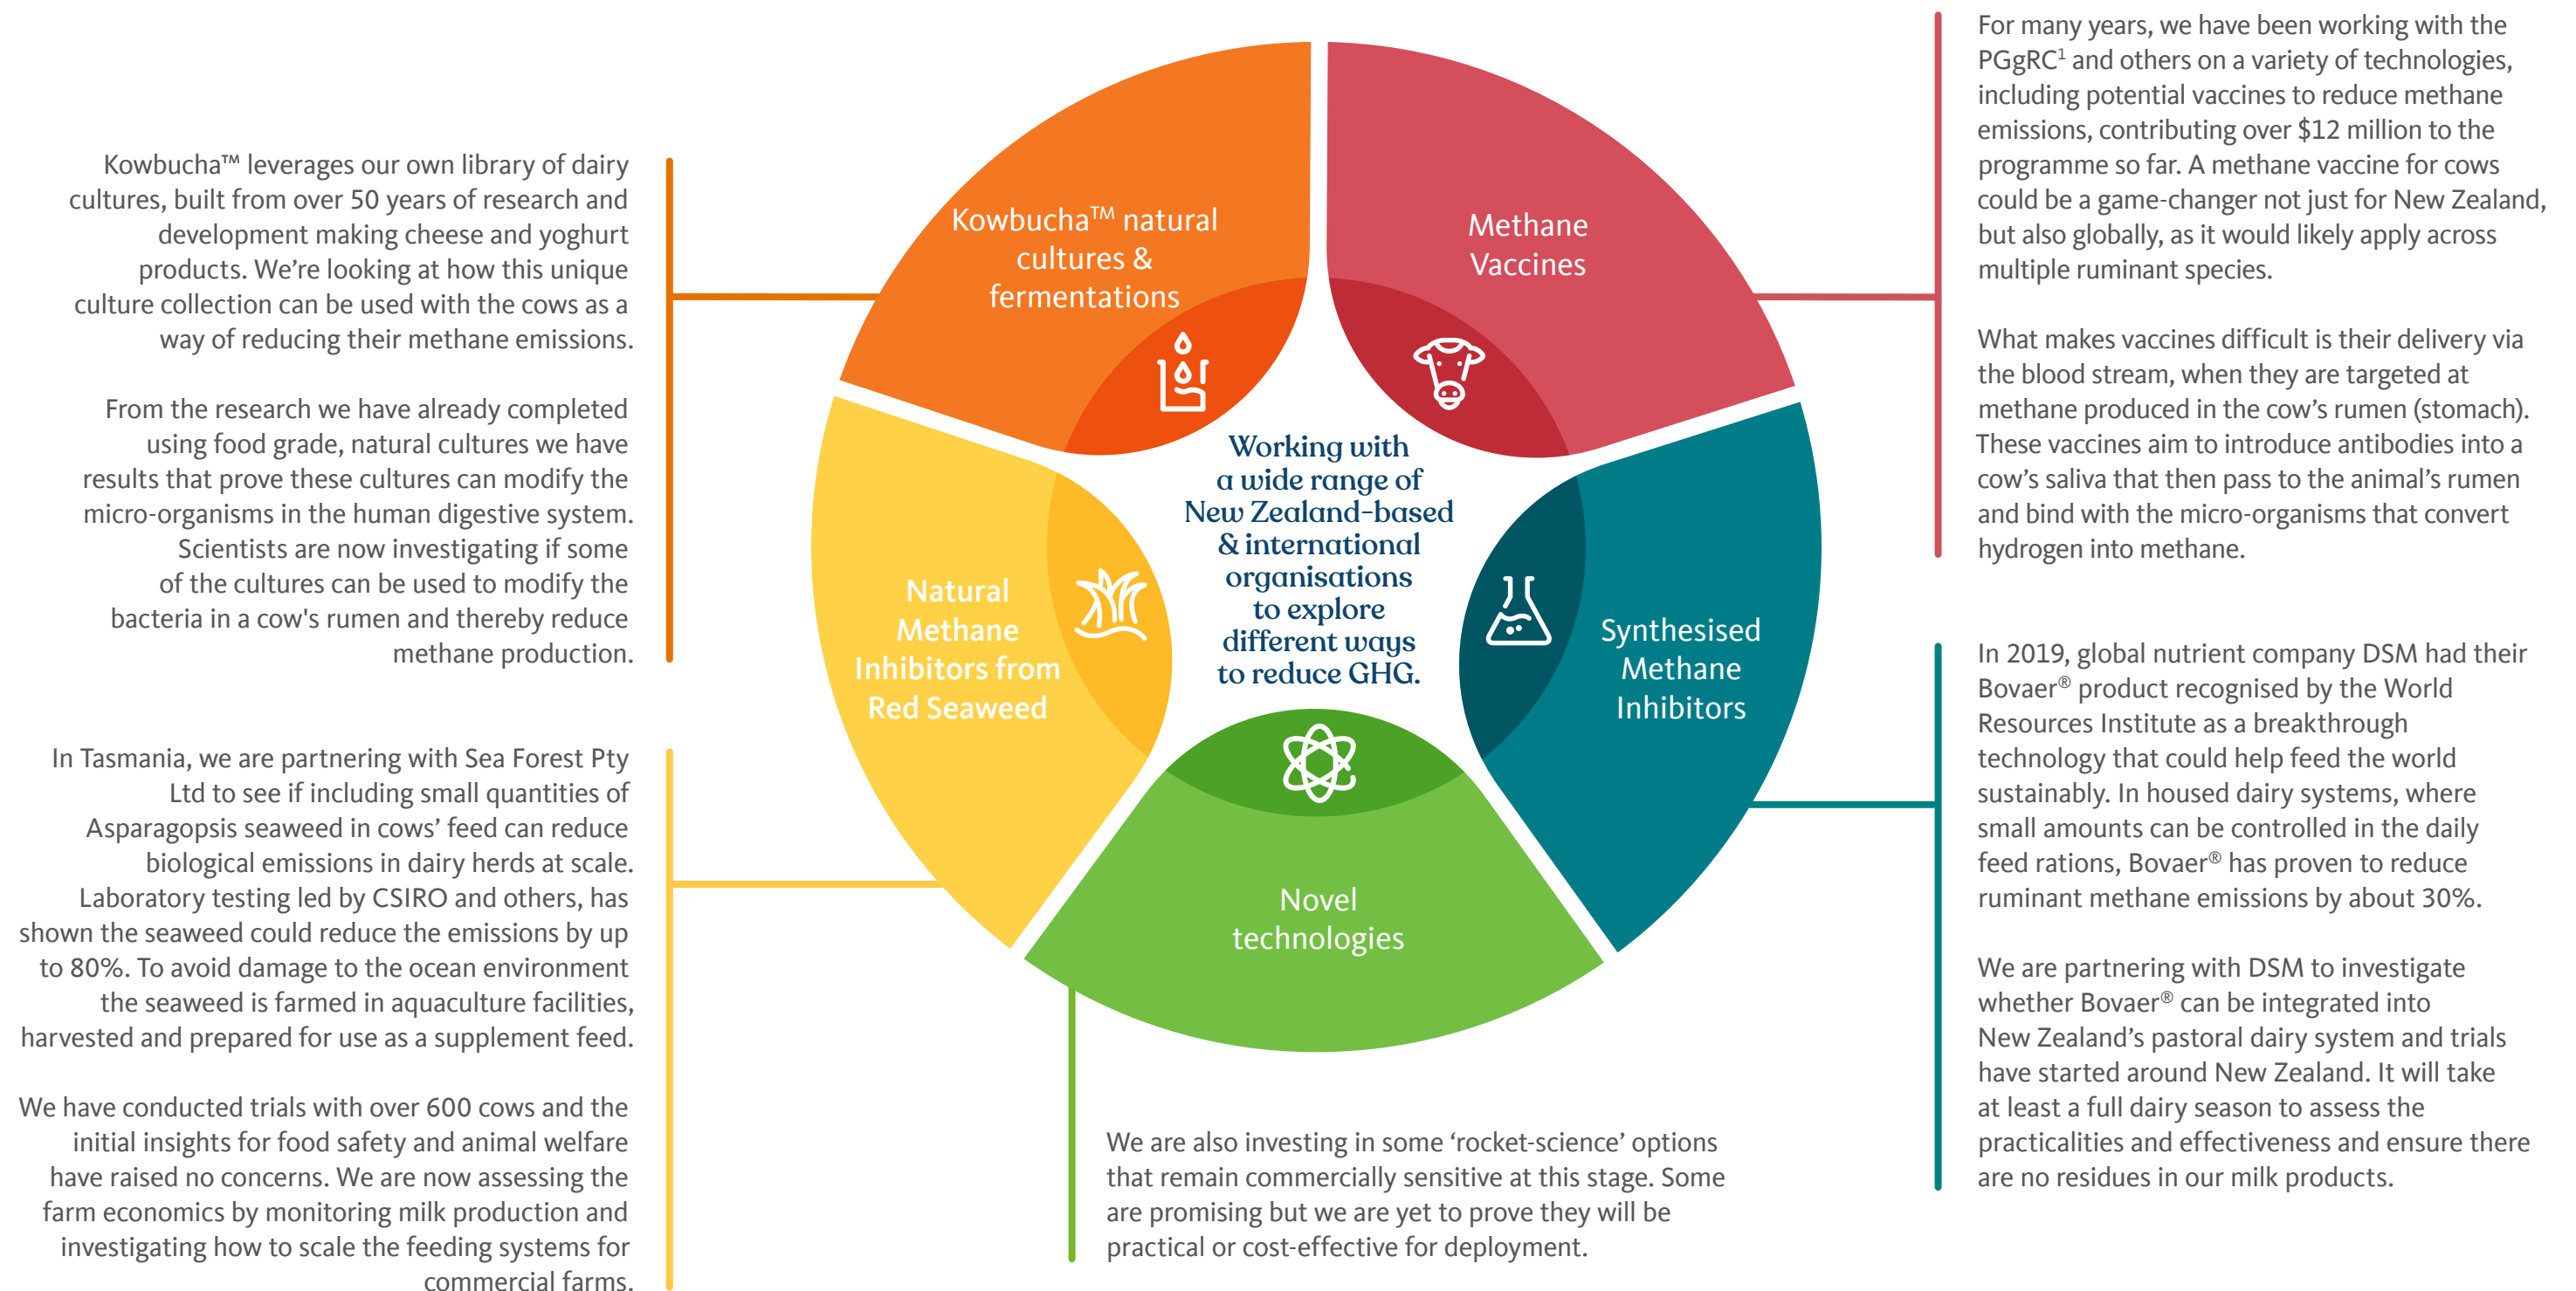 Kowbucha™ leverages our own library of dairy
cultures, built from over 50 years of research and
development making cheese and yoghurt
products. We’re looking at how this unique
culture collection can be used with the cows as a
way of reducing their methane emissions.
From the research we have already completed
using food grade, natural cultures we have
results that prove these cultures can modify the
micro-organisms in the human digestive system.
Scientists are now investigating if some
of the cultures can be used to modify the
bacteria in a cow's rumen and thereby reduce
methane production.
In Tasmania, we are partnering with Sea Forest Pty
Ltd to see if including small quantities of
Asparagopsis seaweed in cows’ feed can reduce
biological emissions in dairy herds at scale.
Laboratory testing led by CSIRO and others, has
shown the seaweed could reduce the emissions by up
to 80%. To avoid damage to the ocean environment
the seaweed is farmed in aquaculture facilities,
harvested and prepared for use as a supplement feed.
We have conducted trials with over 600 cows and the
initial insights for food safety and animal welfare
have raised no concerns. We are now assessing the
farm economics by monitoring milk production and
investigating how to scale the feeding systems for
commercial farms.
Kowbucha™ natural
cultures &
fermentations
Methane
Vaccines
Natural
Methane
Inhibitors from
Red Seaweed
Working with
a wide range of
New Zealand-based
& international
organisations
to explore
different ways
to reduce GHG.
Synthesised
Methane
Inhibitors
Novel
technologies
We are also investing in some ‘rocket-science’ options
that remain commercially sensitive at this stage. Some
are promising but we are yet to prove they will be
practical or cost-effective for deployment.
For many years, we have been working with the
PGgRC¹ and others on a variety of technologies,
including potential vaccines to reduce methane
emissions, contributing over $12 million to the
programme so far. A methane vaccine for cows
could be a game-changer not just for New Zealand,
but also globally, as it would likely apply across
multiple ruminant species.
What makes vaccines difficult is their delivery via
the blood stream, when they are targeted at
methane produced in the cow’s rumen (stomach).
These vaccines aim to introduce antibodies into a
cow’s saliva that then pass to the animal’s rumen
and bind with the micro-organisms that convert
hydrogen into methane.
In 2019, global nutrient company DSM had their
Bovaer® product recognised by the World
Resources Institute as a breakthrough
technology that could help feed the world
sustainably. In housed dairy systems, where
small amounts can be controlled in the daily
feed rations, Bovaer® has proven to reduce
ruminant methane emissions by about 30%.
We are partnering with DSM to investigate
whether Bovaer® can be integrated into
New Zealand’s pastoral dairy system and trials
have started around New Zealand. It will take
at least a full dairy season to assess the
practicalities and effectiveness and ensure there
are no residues in our milk products.